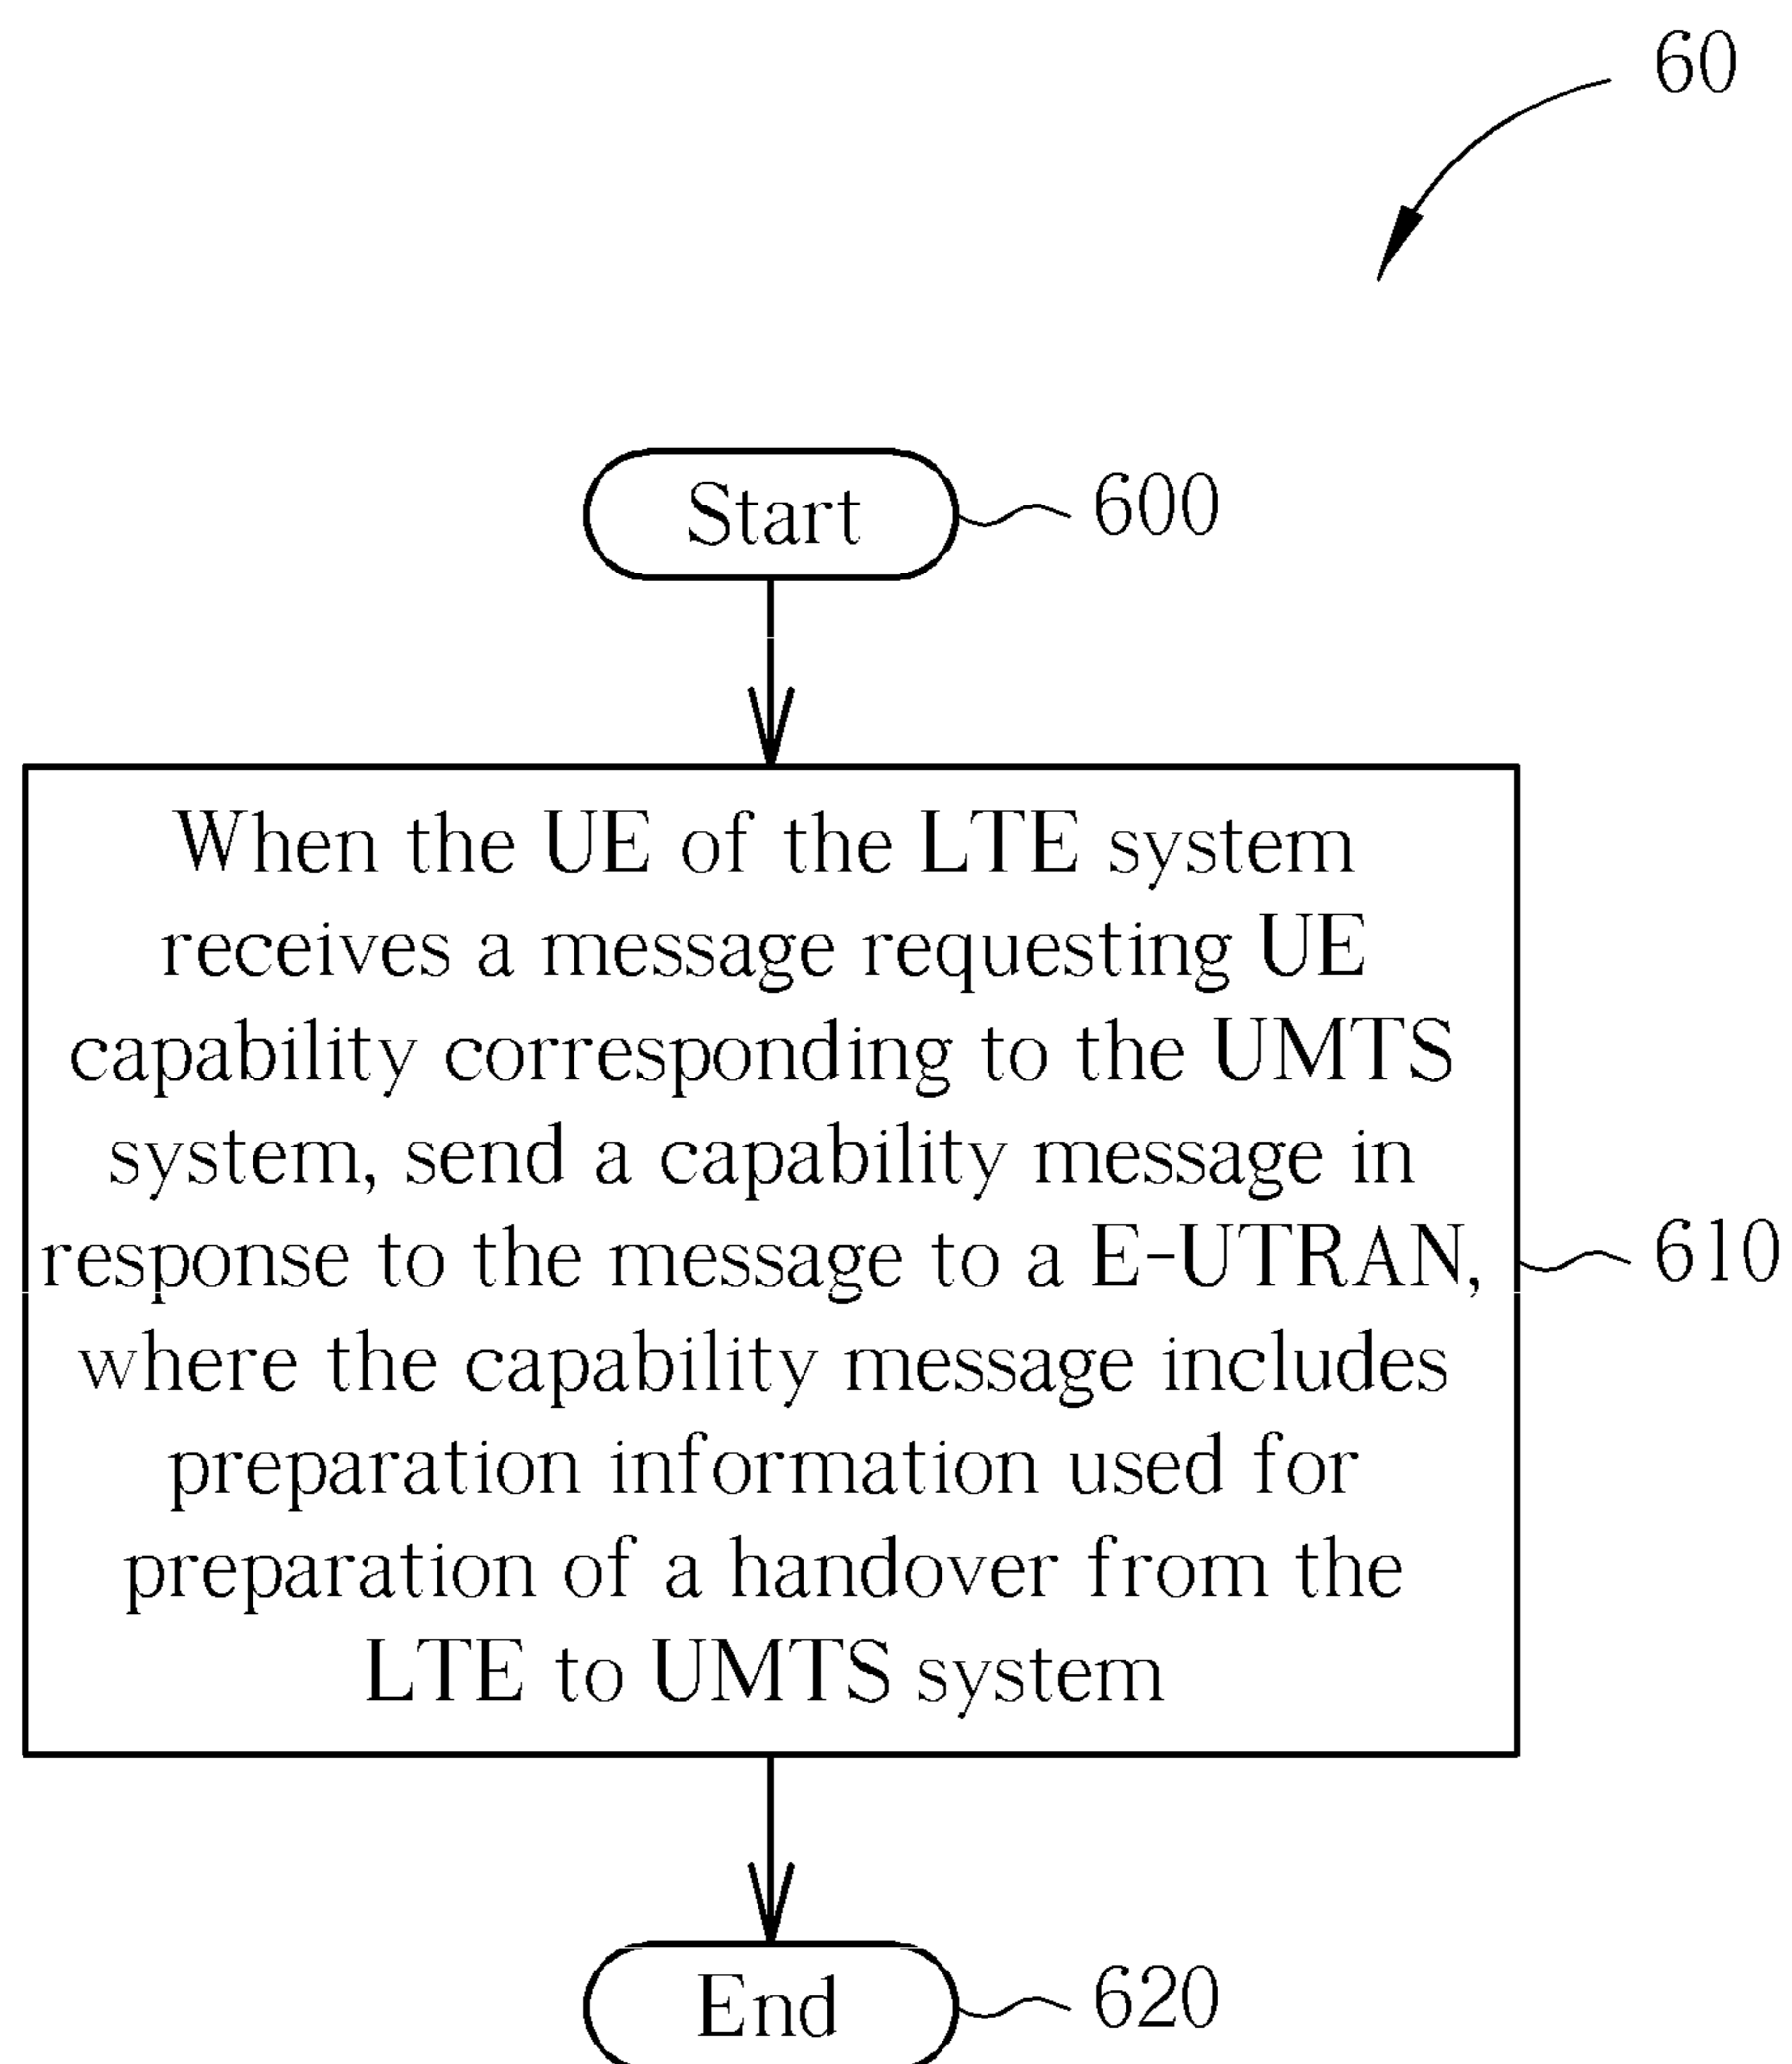 60
Start
600
When the UE of the LTE system
receives a message requesting UE
capability corresponding to the UMTS
system, send a capability message in
response to the message to a E-UTRAN,
where the capability message includes
preparation information used for
preparation of a handover from the
LTE to UMTS system
610
End
620